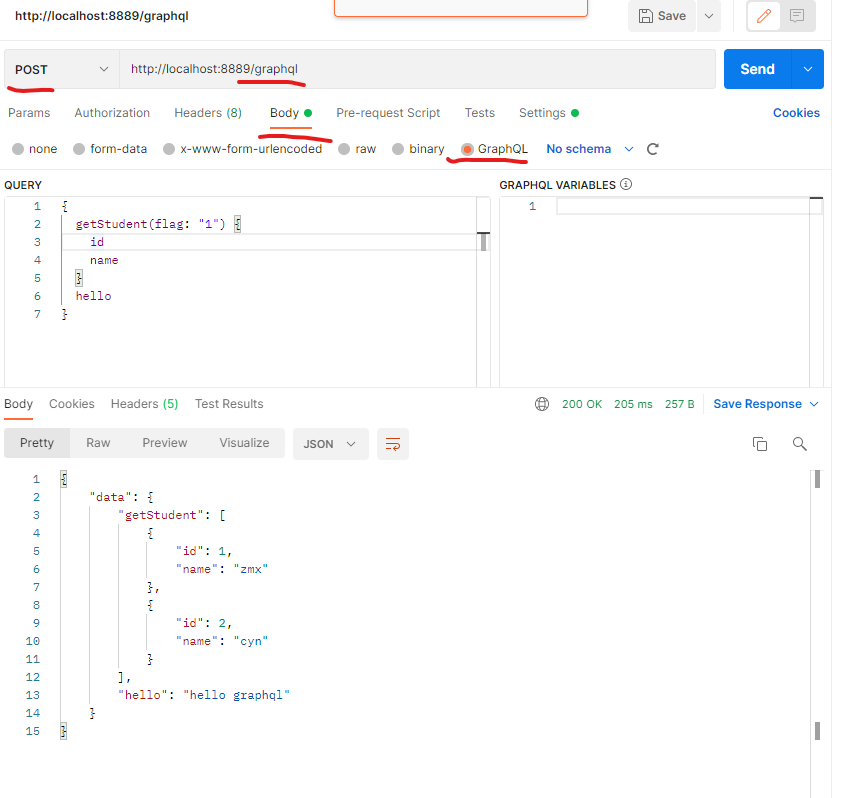 http://localhost:8889/graphql Save
POST http://localhost:8889/graphql Send
Params Authorization Headers (8) Body Pre-request Script Tests Settings Cookies
none form-data x-www-form-urlencoded raw binary GraphQL No schema
QUERY GRAPHQL VARIABLES
1 { 1
2 getStudent(flag: "1") {
3 id
4 name
5 }
6 hello
7 }
Body Cookies Headers (5) Test Results 200 OK 205 ms 257 B Save Response
Pretty Raw Preview Visualize JSON
1 {
2 "data": {
3 "getStudent": [
4 {
5 "id": 1,
6 "name": "zmx"
7 },
8 {
9 "id": 2,
10 "name": "cyn"
11 }
12 ],
13 "hello": "hello graphql"
14 }
15 }